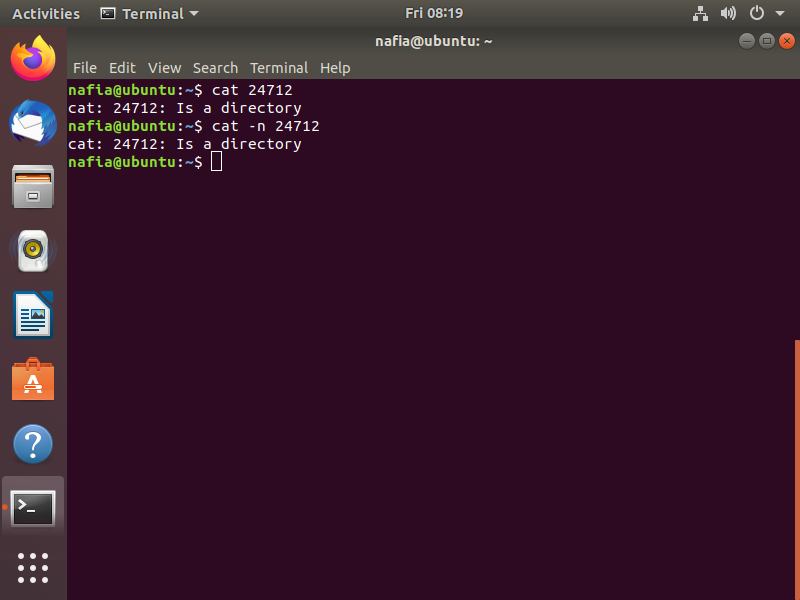 Activities Terminal Fri 08:19
nafia@ubuntu: ~
File Edit View Search Terminal Help
nafia@ubuntu:~$ cat 24712
cat: 24712: Is a directory
nafia@ubuntu:~$ cat -n 24712
cat: 24712: Is a directory
nafia@ubuntu:~$